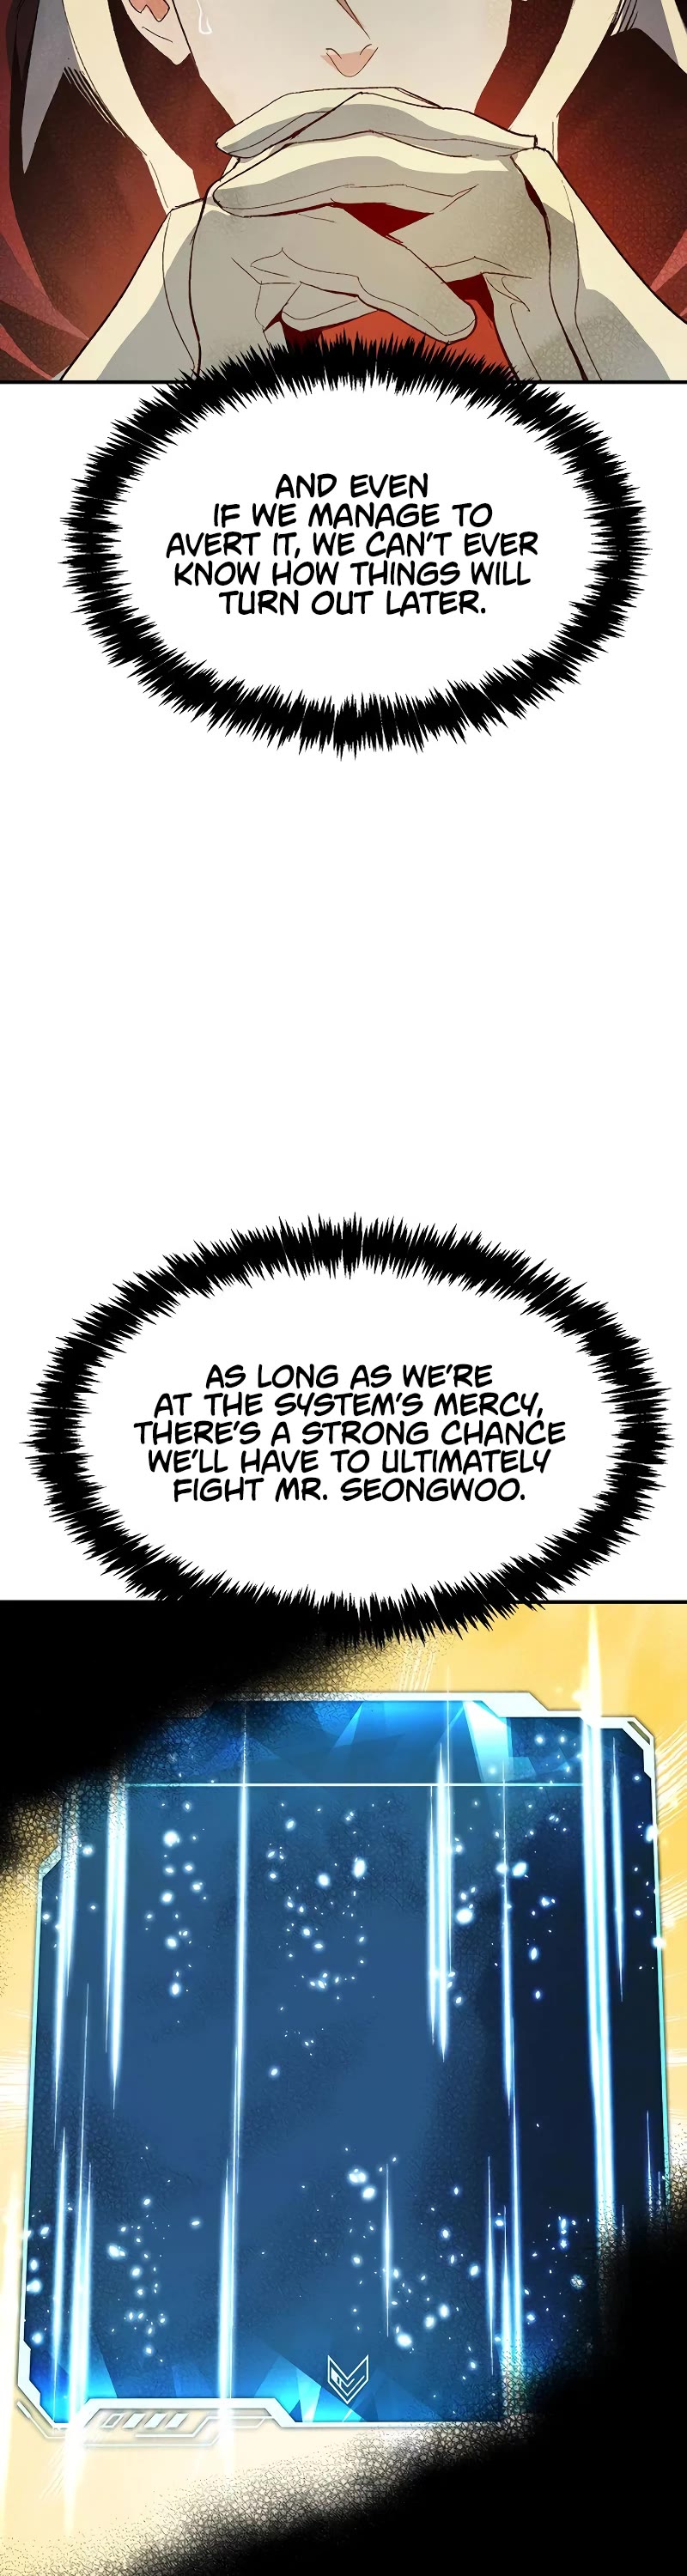 AND EVEN
IF WE MANAGE TO
AVERT IT, WE CAN'T EVER
KNOW HOW THINGS WILL
TURN OUT LATER.
AS LONG AS WE'RE
AT THE SYSTEM'S MERCY,
THERE'S A STRONG CHANCE
WE'LL HAVE TO ULTIMATELY
FIGHT MR. SEONGWOO.